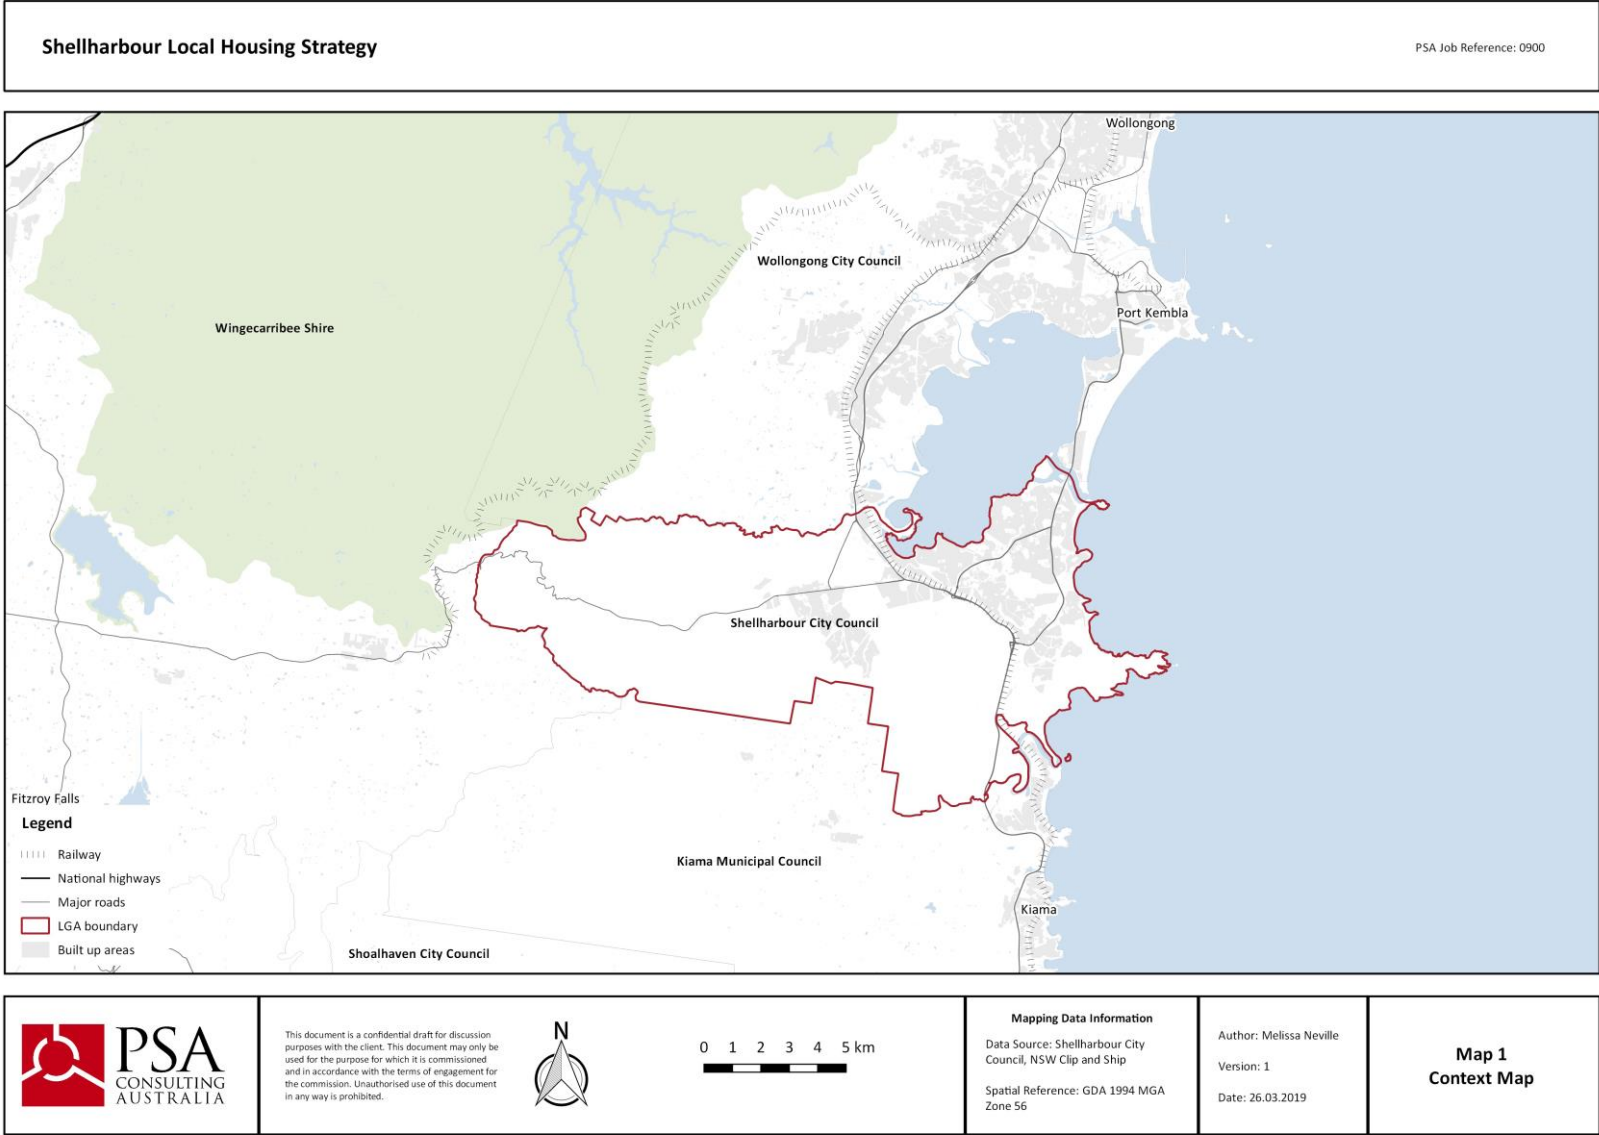 Shellharbour Local Housing Strategy
PSA Job Reference: 0900
Wollongong
Wollongong City Council
Wingecarribee Shire
Port Kembla
Shellharbour City Council
Fitzroy Falls
Legend
Railway
National highways
Major roads
LGA boundary
Built up areas
Kiama Municipal Council
Kiama
Shoalhaven City Council
PSA
CONSULTING
AUSTRALIA
This document is a confidential draft for discussion
purposes with the client. This document may only be
used for the purpose for which it is commissioned
and in accordance with the terms of engagement for
the commission. Unauthorised use of this document
in any way is prohibited.
N
0 1 2 3 4 5 km
Mapping Data Information
Data Source: Shellharbour City
Council, NSW Clip and Ship
Spatial Reference: GDA 1994 MGA
Zone 56
Author: Melissa Neville
Version: 1
Date: 26.03.2019
Map 1
Context Map